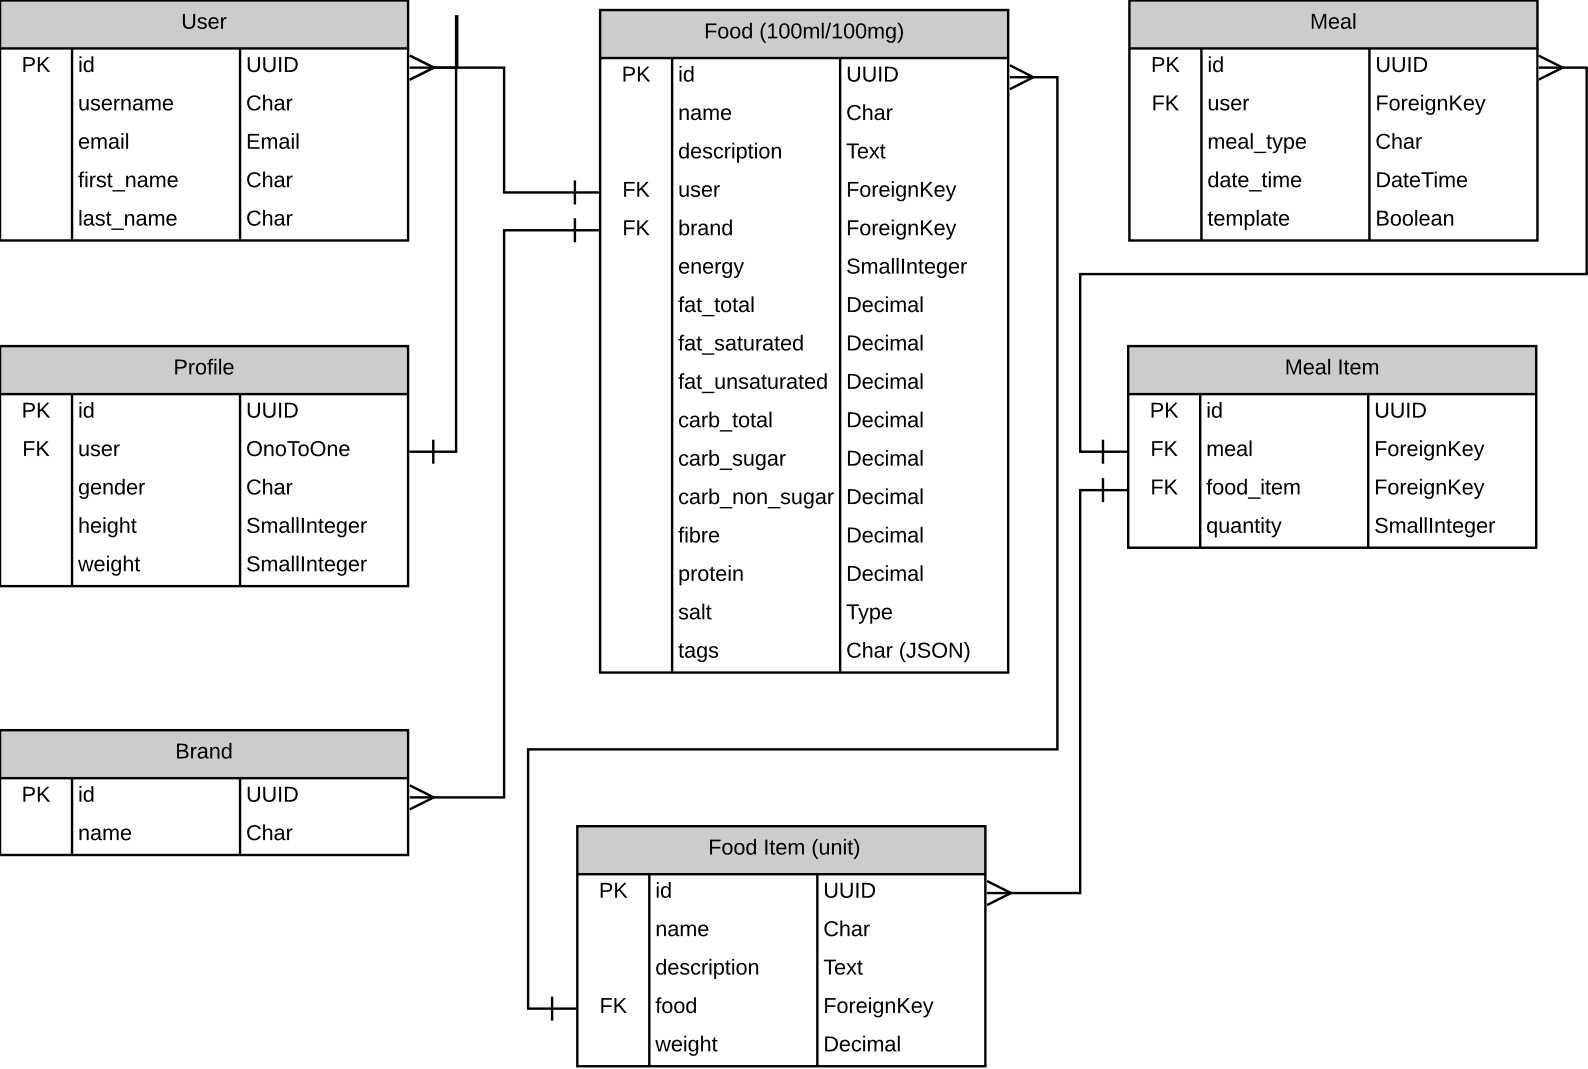 User
PK id UUID
username Char
email Email
first_name Char
last_name Char
Profile
PK id UUID
FK user OnoToOne
gender Char
height SmallInteger
weight SmallInteger
Brand
PK id UUID
name Char
Food (100ml/100mg)
PK id UUID
name Char
description Text
FK user ForeignKey
FK brand ForeignKey
energy SmallInteger
fat_total Decimal
fat_saturated Decimal
fat_unsaturated Decimal
carb_total Decimal
carb_sugar Decimal
carb_non_sugar Decimal
fibre Decimal
protein Decimal
salt Type
tags Char (JSON)
Food Item (unit)
PK id UUID
name Char
description Text
FK food ForeignKey
weight Decimal
Meal
PK id UUID
FK user ForeignKey
meal_type Char
date_time DateTime
template Boolean
Meal Item
PK id UUID
FK meal ForeignKey
FK food_item ForeignKey
quantity SmallInteger